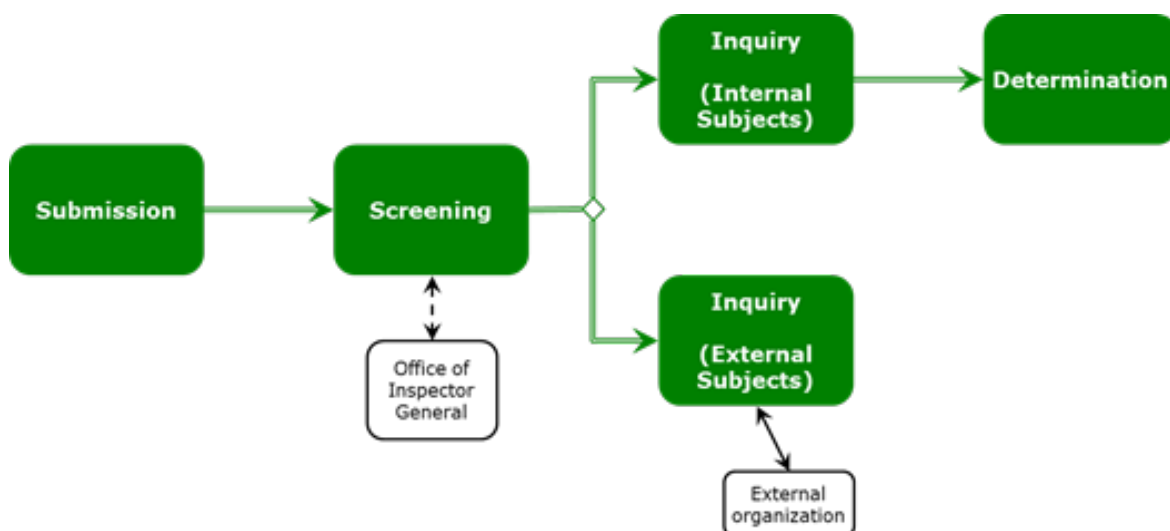 Submission
Screening
Office of
Inspector
General
Inquiry
(Internal
Subjects)
Determination
Inquiry
(External
Subjects)
External
organization